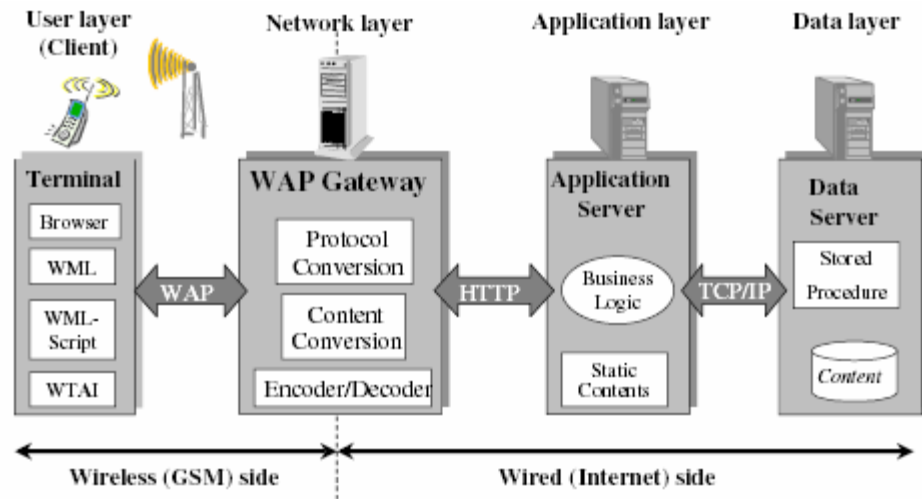 User layer
(Client)
Network layer
Application layer
Data layer
Terminal
Browser
WML
WML-
Script
WTAI
WAP
WAP Gateway
Protocol
Conversion
Content
Conversion
Encoder/Decoder
HTTP
Application
Server
Business
Logic
Static
Contents
TCP/IP
Data
Server
Stored
Procedure
Content
Wireless (GSM) side
Wired (Internet) side